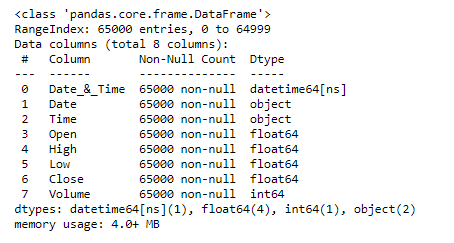 <class 'pandas.core.frame.DataFrame'>
RangeIndex: 65000 entries, 0 to 64999
Data columns (total 8 columns):
 #   Column       Non-Null Count  Dtype
---  ------       --------------  -----
 0   Date_&_Time  65000 non-null  datetime64[ns]
 1   Date         65000 non-null  object
 2   Time         65000 non-null  object
 3   Open         65000 non-null  float64
 4   High         65000 non-null  float64
 5   Low          65000 non-null  float64
 6   Close        65000 non-null  float64
 7   Volume       65000 non-null  int64
dtypes: datetime64[ns](1), float64(4), int64(1), object(2)
memory usage: 4.0+ MB